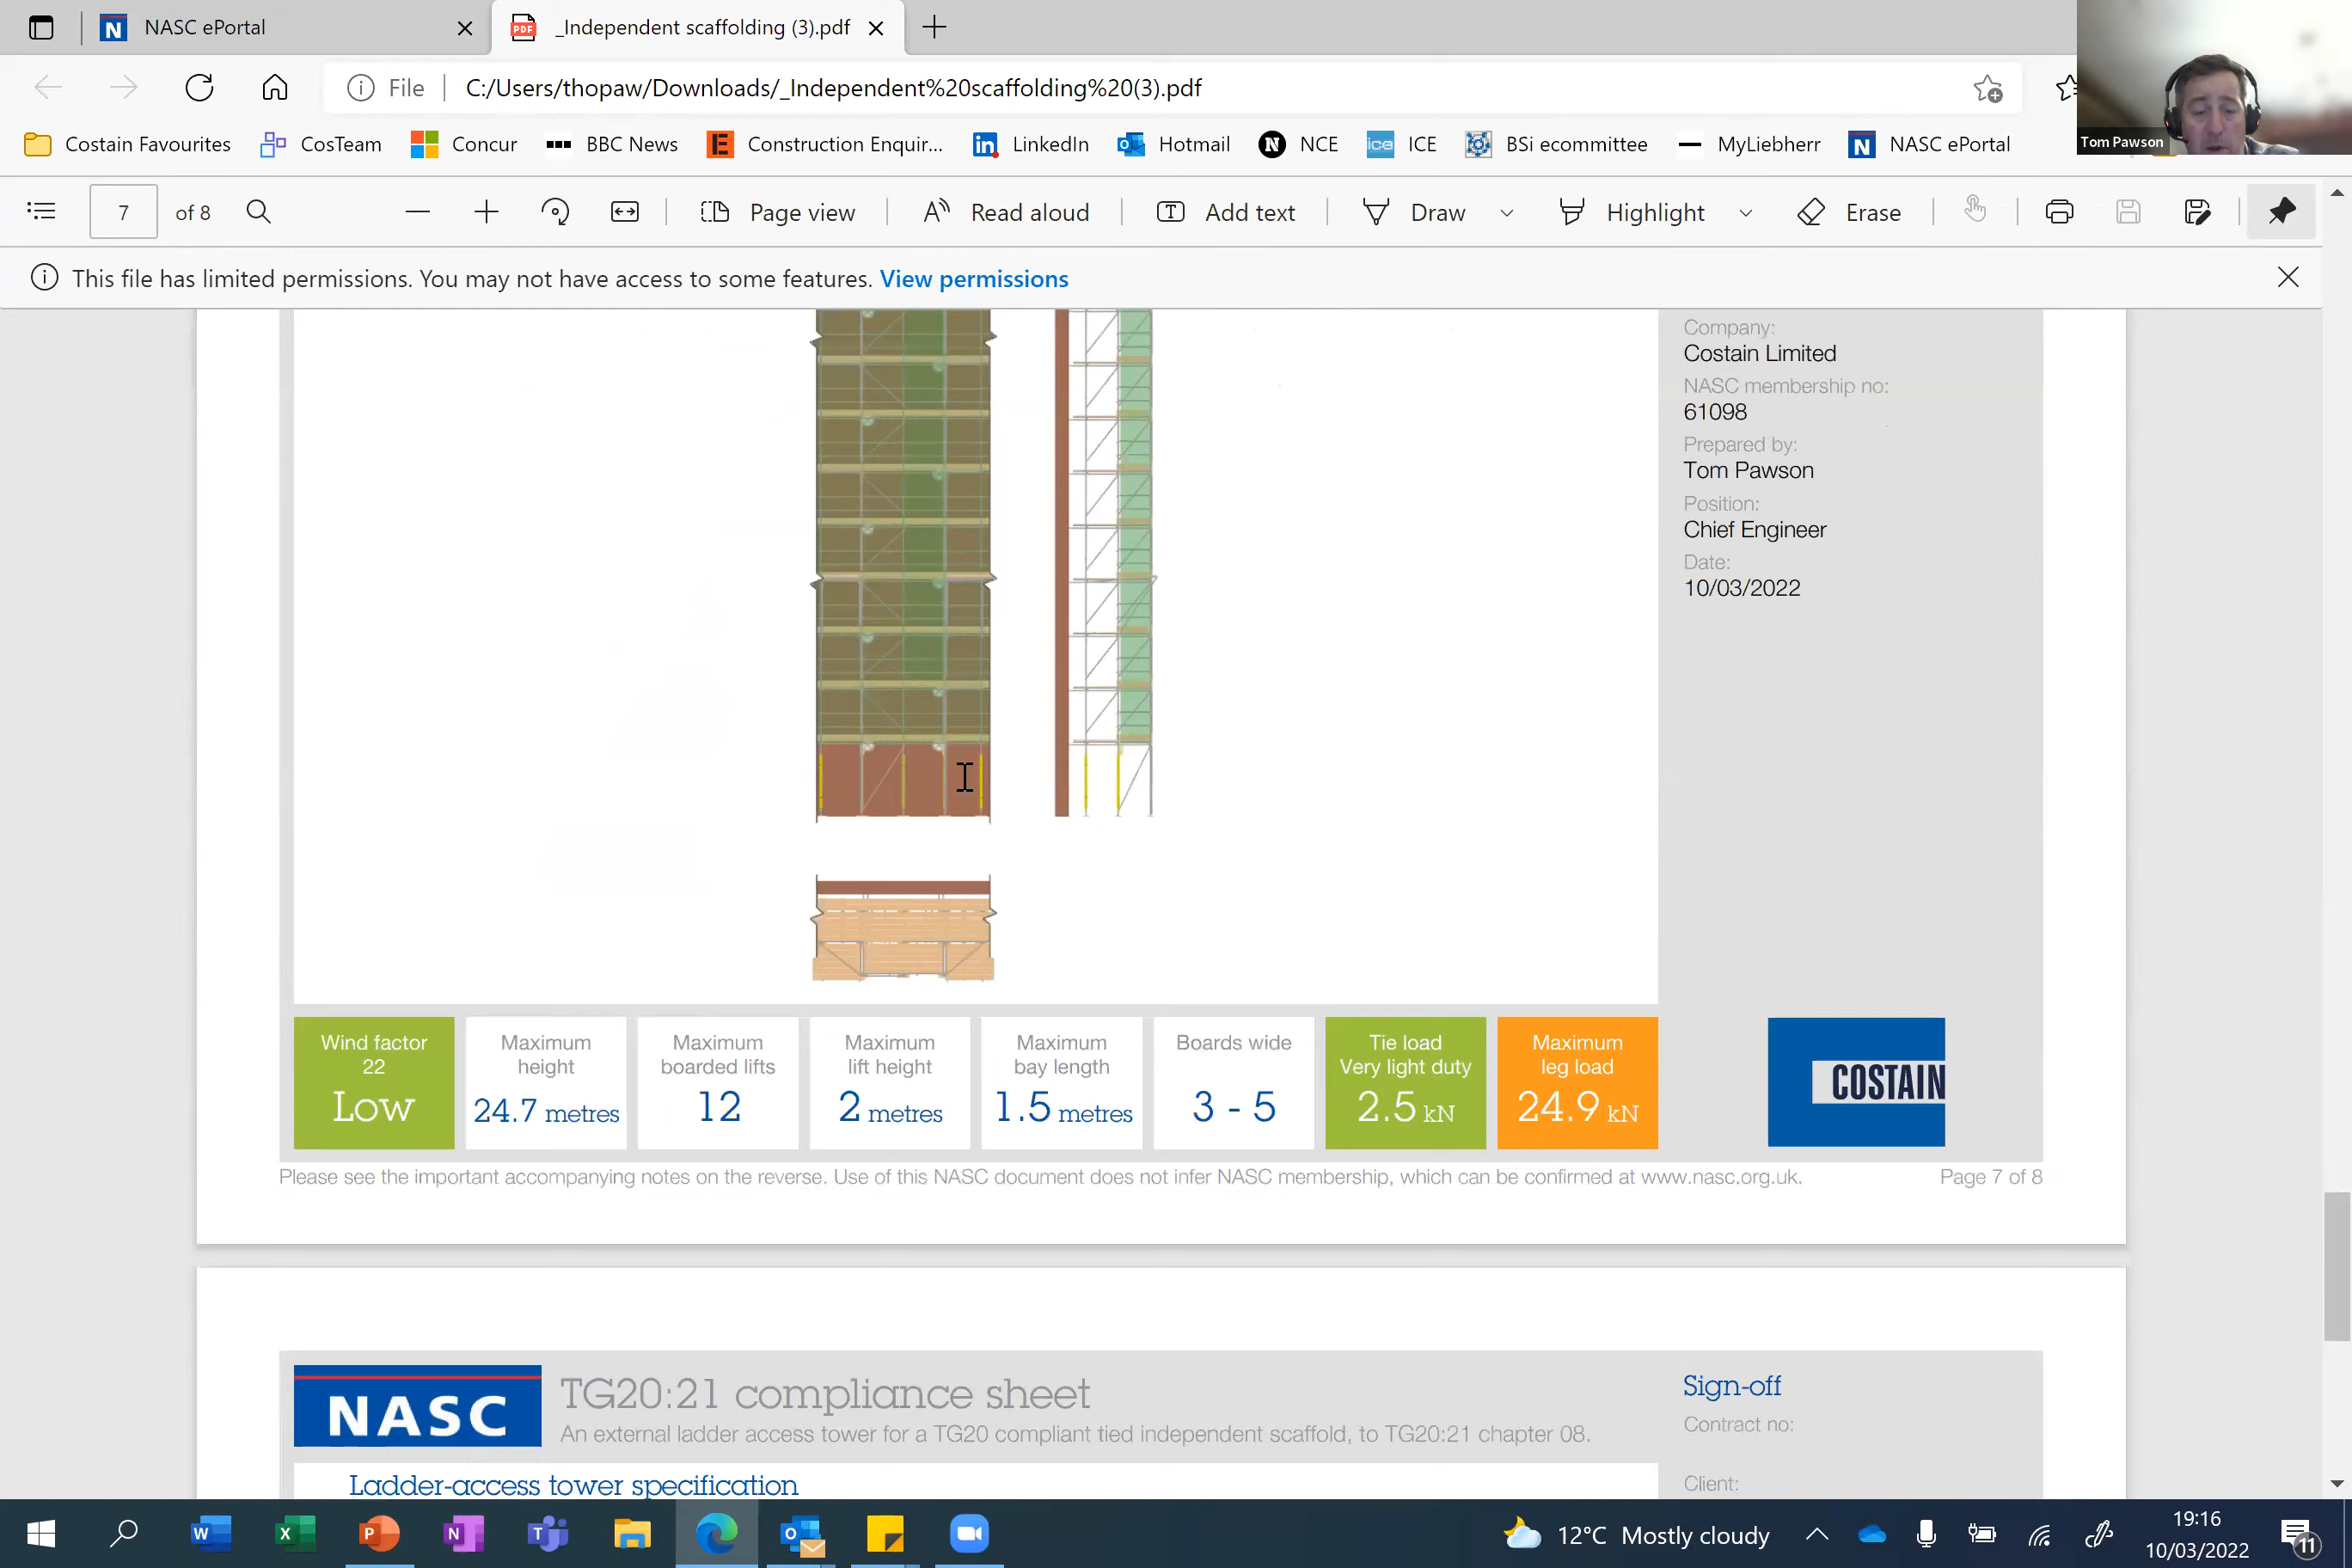 NASC ePortal
_Independent scaffolding (3).pdf
File
C:/Users/thopaw/Downloads/_Independent%20scaffolding%20(3).pdf
Costain Favourites
CosTeam
Concur
BBC News
Construction Enquir...
LinkedIn
Hotmail
NCE
ICE
BSi ecommittee
MyLiebherr
NASC ePortal
Tom Pawson
7 of 8
Page view
Read aloud
Add text
Draw
Highlight
Erase
This file has limited permissions. You may not have access to some features. View permissions
Company:
Costain Limited
NASC membership no:
61098
Prepared by:
Tom Pawson
Position:
Chief Engineer
Date:
10/03/2022
Wind factor
22
Low
Maximum
height
24.7 metres
Maximum
boarded lifts
12
Maximum
lift height
2 metres
Maximum
bay length
1.5 metres
Boards wide
3 - 5
Tie load
Very light duty
2.5 kN
Maximum
leg load
24.9 kN
COSTAIN
Please see the important accompanying notes on the reverse. Use of this NASC document does not infer NASC membership, which can be confirmed at www.nasc.org.uk.
Page 7 of 8
NASC
TG20:21 compliance sheet
An external ladder access tower for a TG20 compliant tied independent scaffold, to TG20:21 chapter 08.
Ladder-access tower specification
Sign-off
Contract no:
Client:
12°C Mostly cloudy
19:16
10/03/2022
11